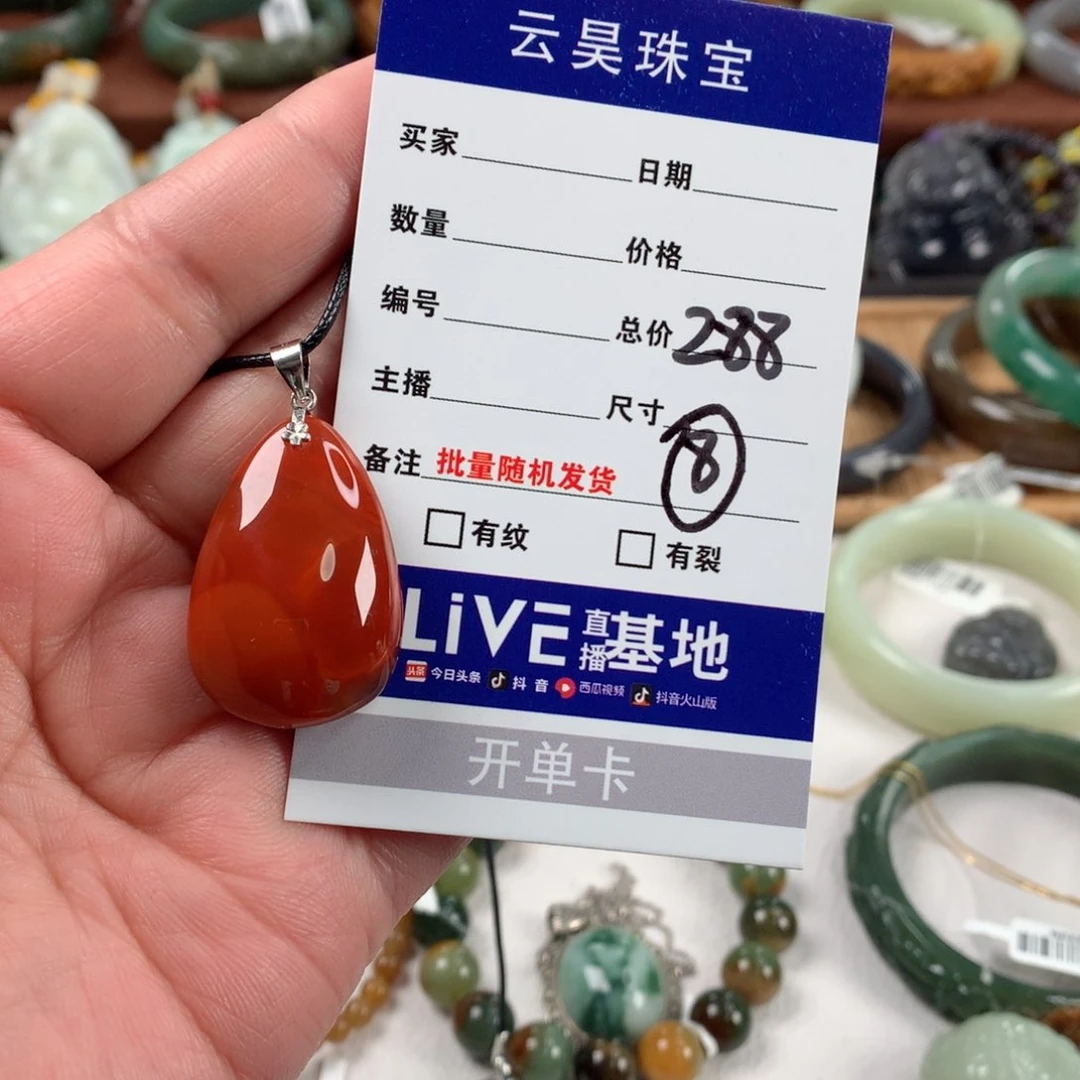 云昊珠宝
买家 日期
数量 价格
编号 总价 288
主播 尺寸
8
备注 批量随机发货
有纹 有裂
LiVE 直播基地
今日头条 抖音 西瓜视频 抖音火山版
开单卡